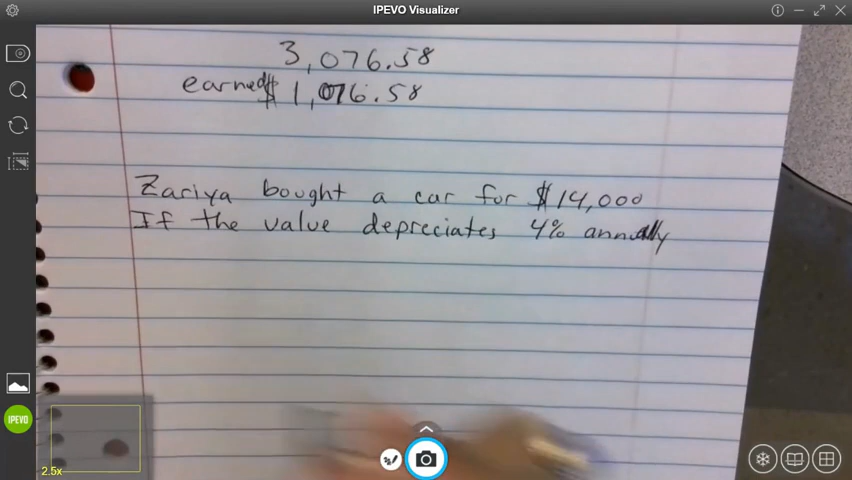 IPEVO Visualizer
3,076.58
earned $1,076.58
Zariya bought a car for $14,000
If the value depreciates 4% annually
IPEVO
2.5x